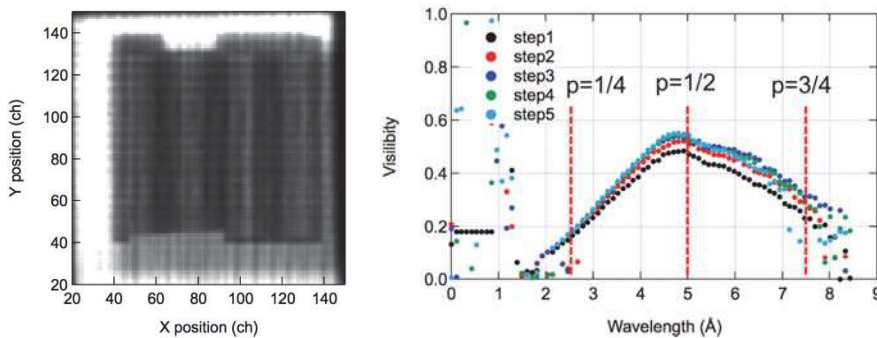 Y position (ch)
160
140
120
100
80
60
40
20
20 40 60 80 100 120 140
X position (ch)
Visilibity
1.0
0.8
0.6
0.4
0.2
0.0
step1
step2
step3
step4
step5
p=1/4
p=1/2
p=3/4
0 1 2 3 4 5 6 7 8 9
Wavelength (Å)